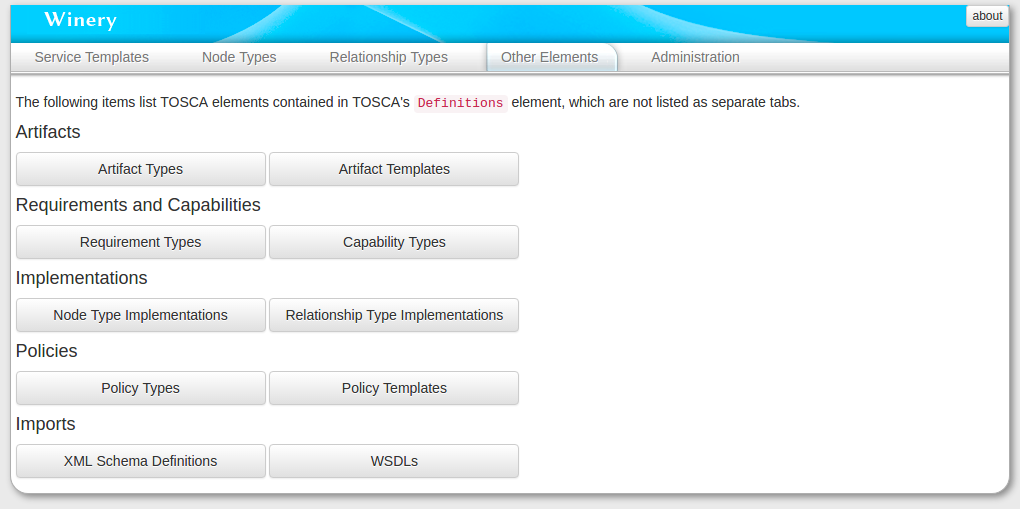 Winery
about
Service Templates Node Types Relationship Types Other Elements Administration
The following items list TOSCA elements contained in TOSCA's Definitions element, which are not listed as separate tabs.
Artifacts
Artifact Types Artifact Templates
Requirements and Capabilities
Requirement Types Capability Types
Implementations
Node Type Implementations Relationship Type Implementations
Policies
Policy Types Policy Templates
Imports
XML Schema Definitions WSDLs